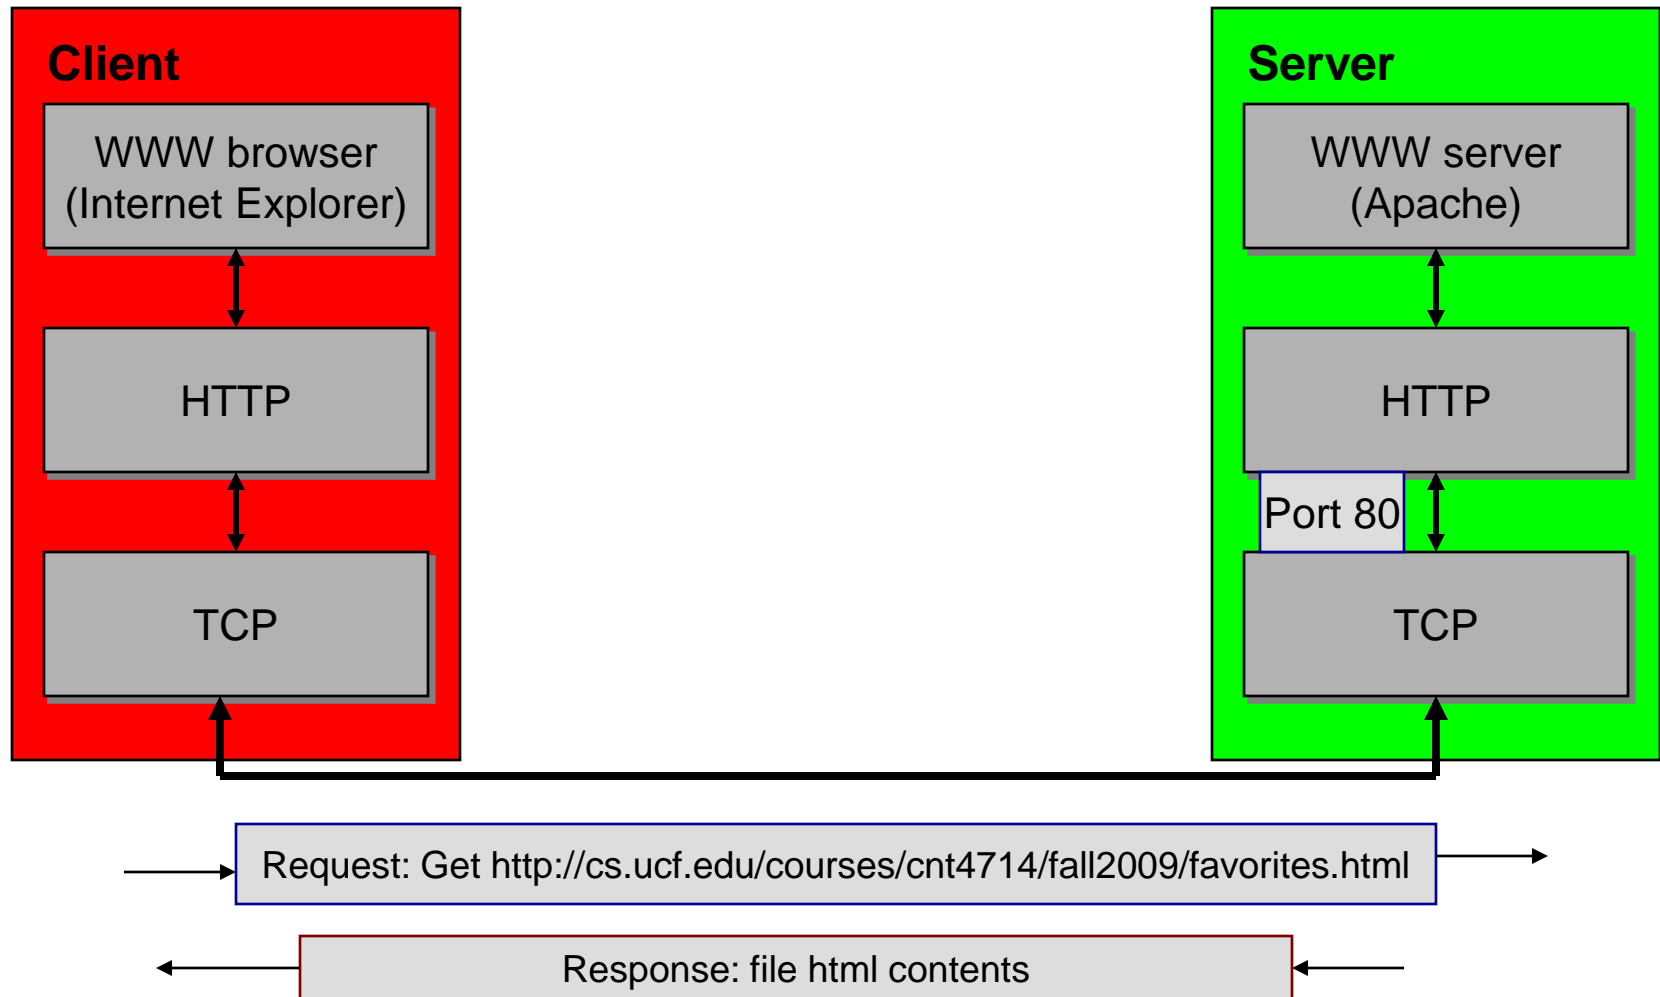 Client
WWW browser
(Internet Explorer)
HTTP
TCP
Server
WWW server
(Apache)
HTTP
Port 80
TCP
Request: Get http://cs.ucf.edu/courses/cnt4714/fall2009/favorites.html
Response: file html contents